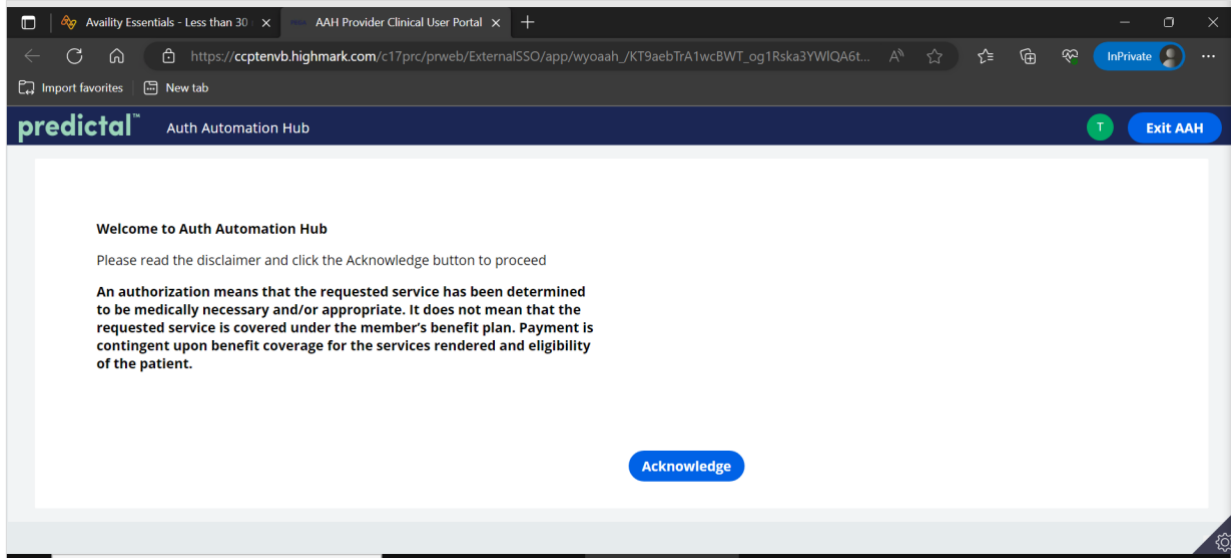 Availity Essentials - Less than 30
AAH Provider Clinical User Portal
https://ccptenvb.highmark.com/c17prc/prweb/ExternalSSO/app/wyoaah_/KT9aebTrA1wcBWT_og1Rska3YWlQA6t...
InPrivate
Import favorites
New tab
predictal™
Auth Automation Hub
T
Exit AAH
Welcome to Auth Automation Hub
Please read the disclaimer and click the Acknowledge button to proceed
An authorization means that the requested service has been determined
to be medically necessary and/or appropriate. It does not mean that the
requested service is covered under the member's benefit plan. Payment is
contingent upon benefit coverage for the services rendered and eligibility
of the patient.
Acknowledge